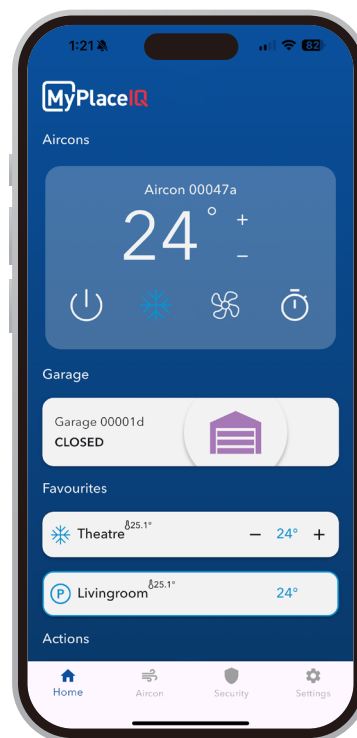 1:21
82
MyPlaceIQ
Aircons
Aircon 00047a
24°
+
−
Garage
Garage 00001d
CLOSED
Favourites
Theatre 25.1°
− 24° +
P Livingroom 25.1°
24°
Actions
Home Aircon Security Settings